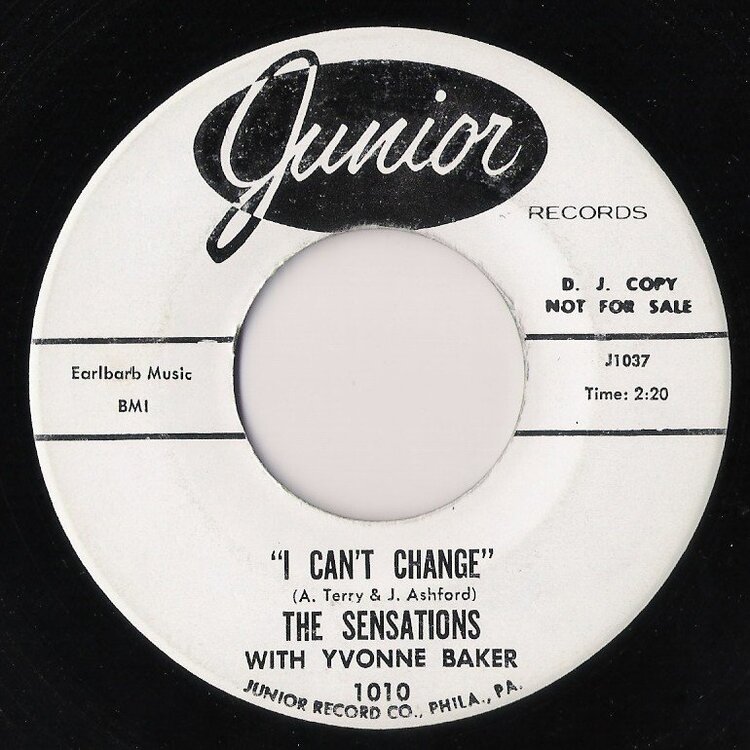 Junior
RECORDS
D. J. COPY
NOT FOR SALE
Earlbarb Music
BMI
J1037
Time: 2:20
"I CAN'T CHANGE"
(A. Terry & J. Ashford)
THE SENSATIONS
WITH YVONNE BAKER
1010
JUNIOR RECORD CO., PHILA., PA.